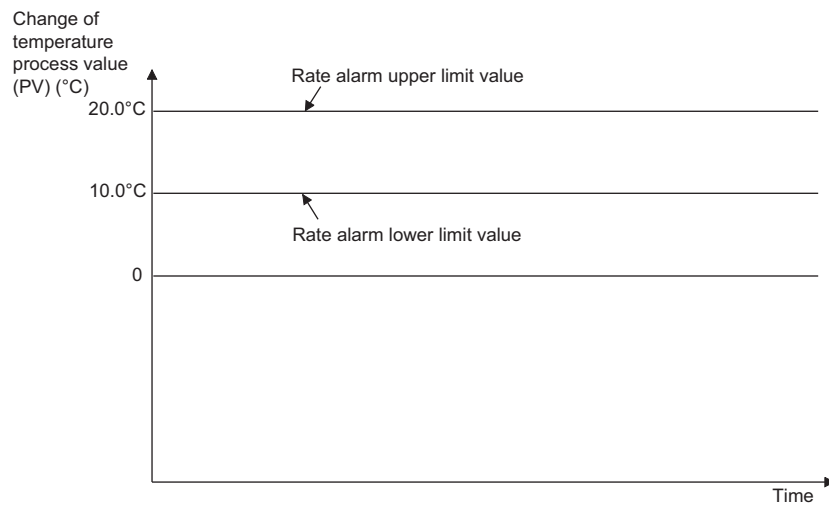 Change of
temperature
process value
(PV) (°C)
Rate alarm upper limit value
20.0°C
10.0°C
Rate alarm lower limit value
0
Time